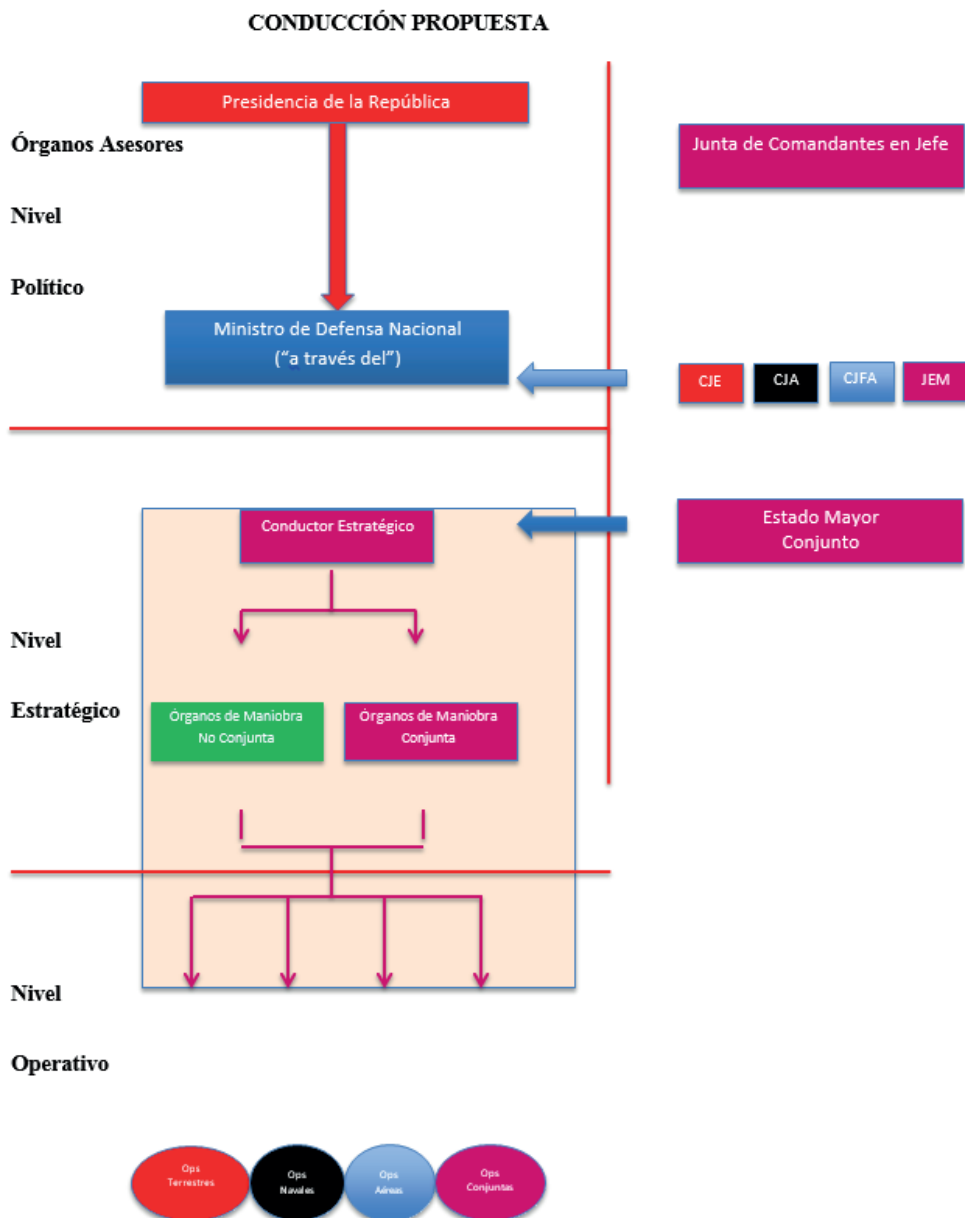 CONDUCCIÓN PROPUESTA
Presidencia de la República
Órganos Asesores
Junta de Comandantes en Jefe
Nivel
Político
Ministro de Defensa Nacional
(“a través del”)
CJE
CJA
CJFA
JEM
Conductor Estratégico
Estado Mayor
Conjunto
Nivel
Estratégico
Órganos de Maniobra
No Conjunta
Órganos de Maniobra
Conjunta
Nivel
Operativo
Ops
Terrestres
Ops
Navales
Ops
Aéreas
Ops
Conjuntas